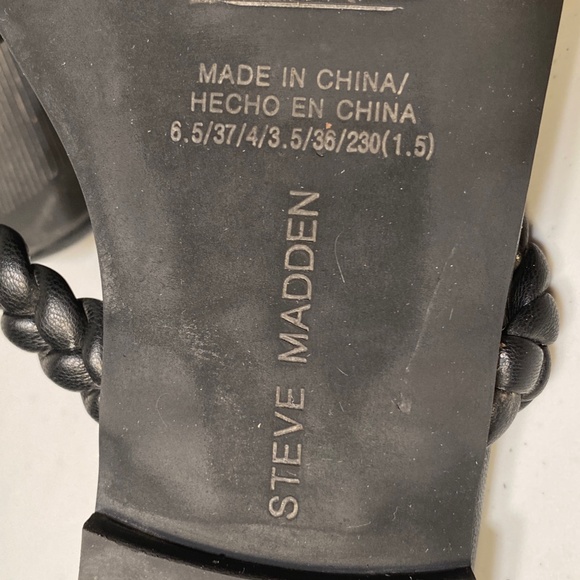 MADE IN CHINA/
HECHO EN CHINA
6.5/37/4/3.5/36/230(1.5)
STEVE MADDEN